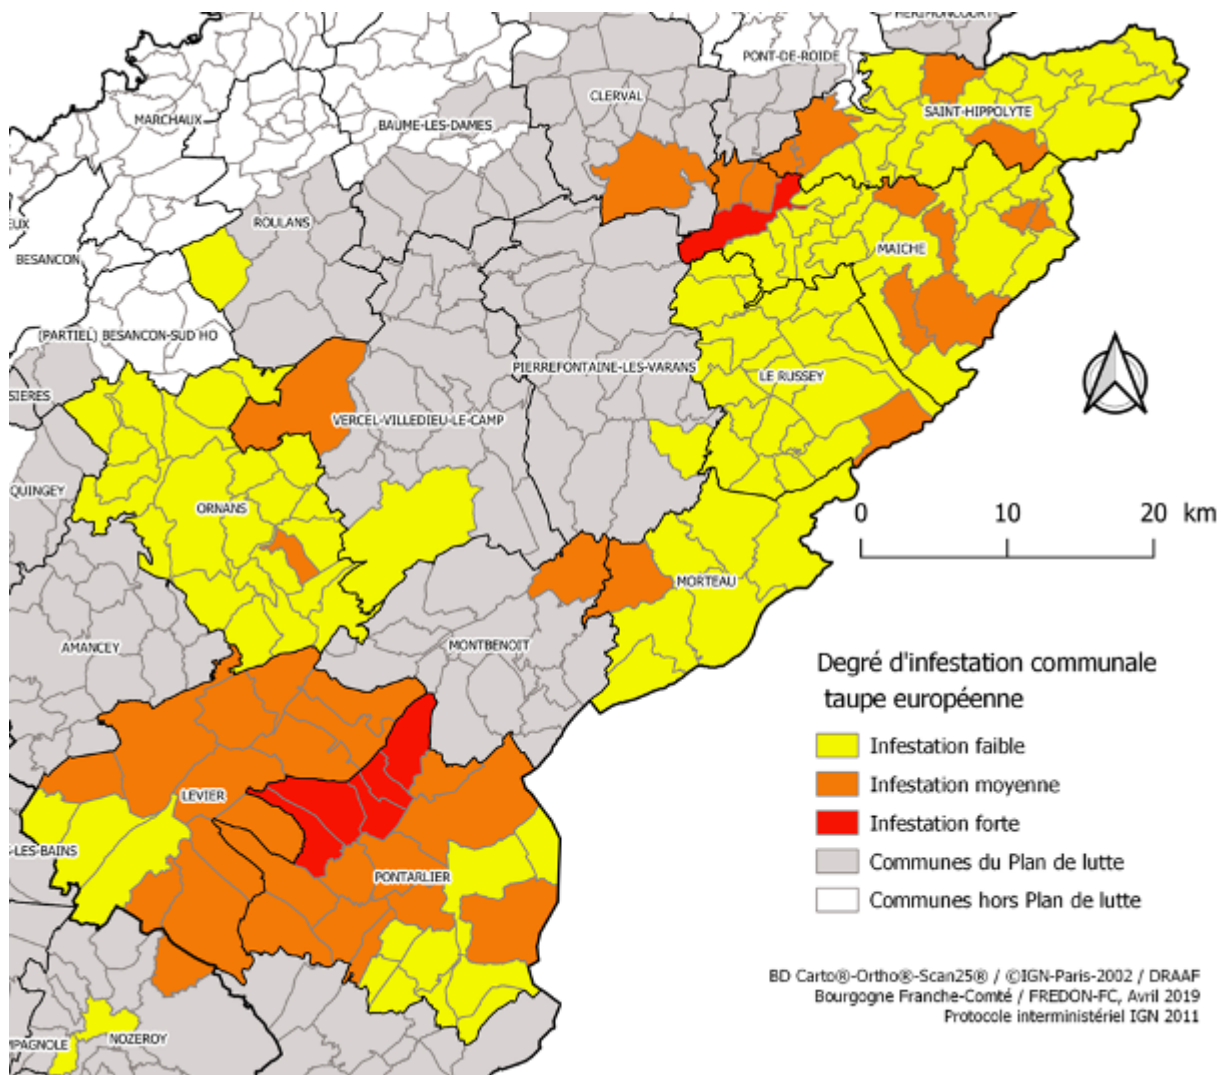 HERIMONCOURT
PONT-DE-ROIDE
CLERVAL
MARCHAUX
SAINT-HIPPOLYTE
BAUME-LES-DAMES
ROULANS
EUX
MAICHE
BESANCON
(PARTIEL) BESANCON-SUD HO
PIERREFONTAINE-LES-VARANS
LE RUSSEY
SIERES
VERCEL-VILLEDIEU-LE-CAMP
QUINGEY
ORNANS
0 10 20 km
MORTEAU
AMANCEY
MONTBENOIT
Degré d'infestation communale
taupe européenne
Infestation faible
Infestation moyenne
LEVIER
Infestation forte
S-LES-BAINS
Communes du Plan de lutte
PONTARLIER
Communes hors Plan de lutte
BD Carto®-Ortho®-Scan25® / ©IGN-Paris-2002 / DRAAF
Bourgogne Franche-Comté / FREDON-FC, Avril 2019
Protocole interministériel IGN 2011
NOZEROY
MPAGNOLE